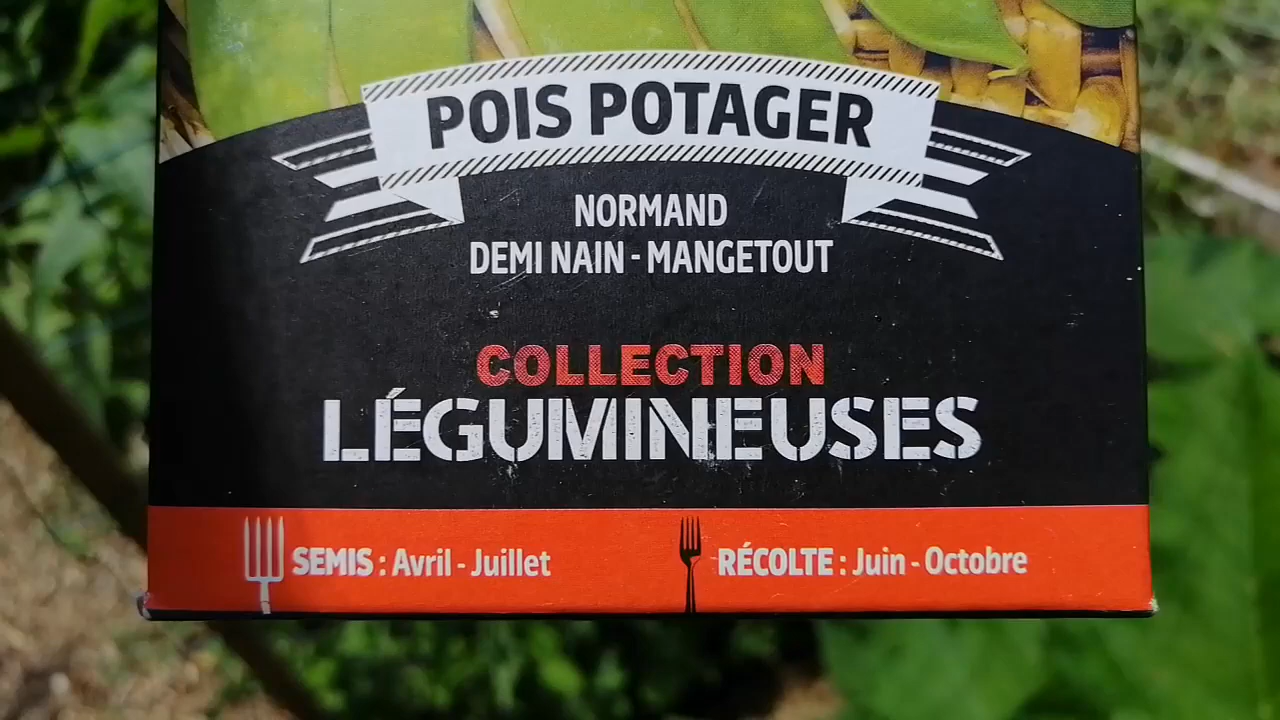 POIS POTAGER
NORMAND
DEMI NAIN - MANGETOUT
COLLECTION
LÉGUMINEUSES
SEMIS : Avril - Juillet
RÉCOLTE : Juin - Octobre